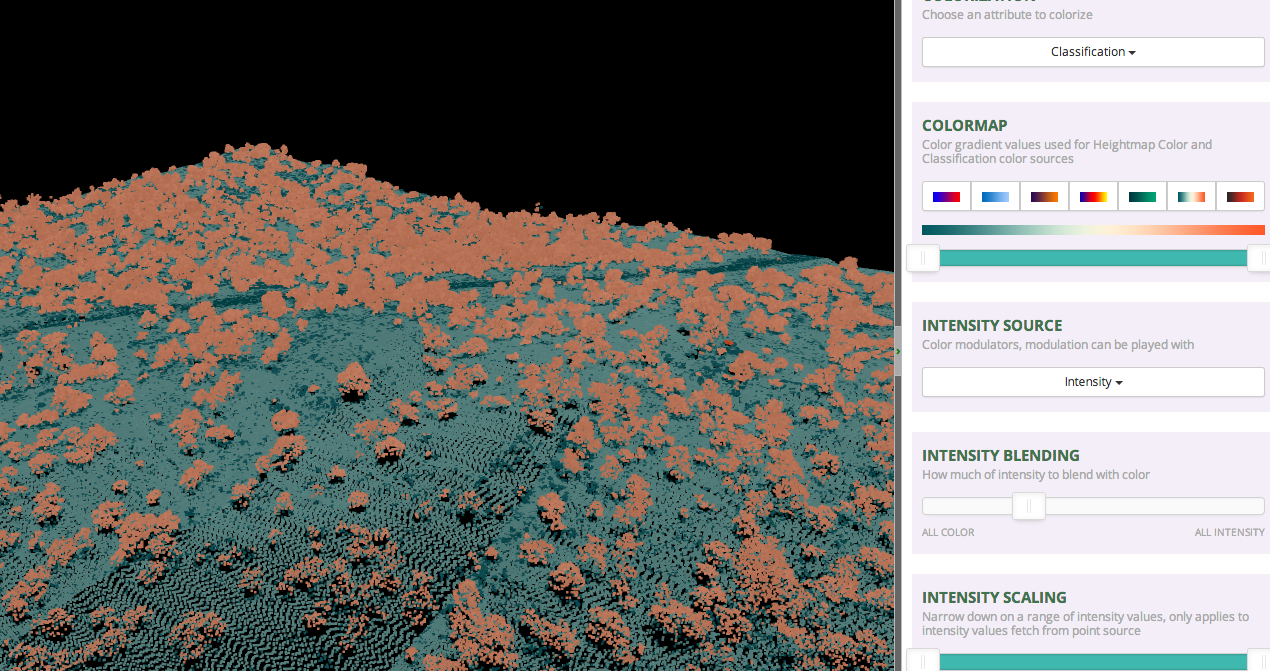 COLORIZATION
Choose an attribute to colorize
Classification
COLORMAP
Color gradient values used for Heightmap Color and
Classification color sources
INTENSITY SOURCE
Color modulators, modulation can be played with
Intensity
INTENSITY BLENDING
How much of intensity to blend with color
ALL COLOR
ALL INTENSITY
INTENSITY SCALING
Narrow down on a range of intensity values, only applies to
intensity values fetch from point source